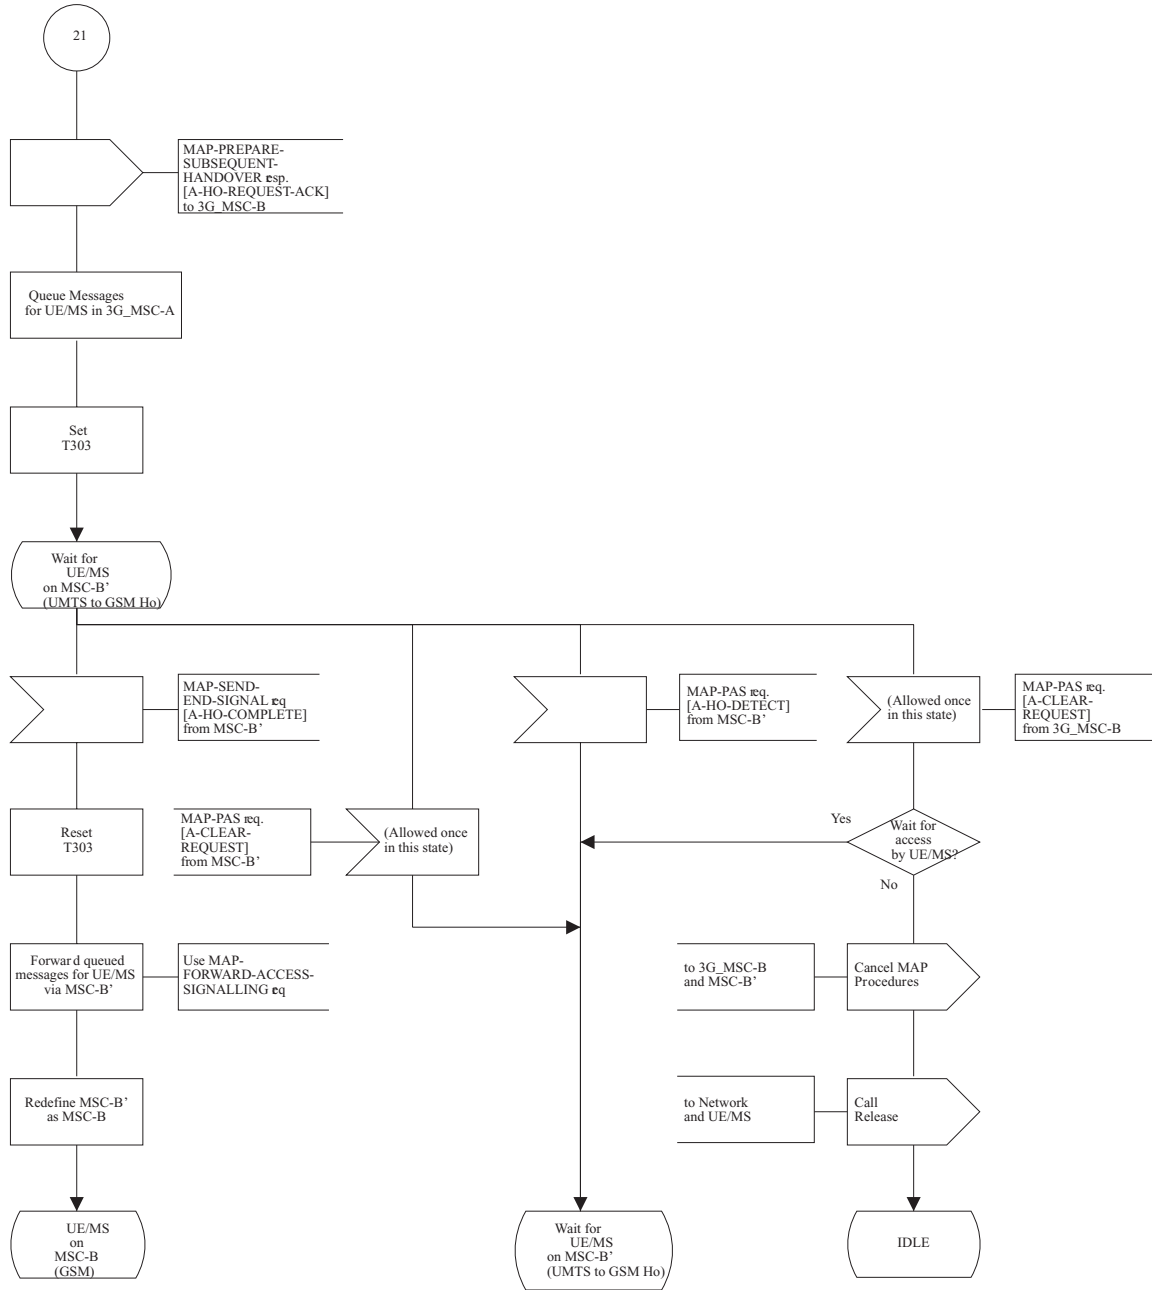 21
MAP-PREPARE-
SUBSEQUENT-
HANDOVER resp.
[A-HO-REQUEST-ACK]
to 3G_MSC-B
Queue Messages
for UE/MS in 3G_MSC-A
Set
T303
Wait for
UE/MS
on MSC-B’
(UMTS to GSM Ho)
MAP-SEND-
END-SIGNAL req
[A-HO-COMPLETE]
from MSC-B’
MAP-PAS req.
[A-HO-DETECT]
from MSC-B’
(Allowed once
in this state)
MAP-PAS req.
[A-CLEAR-
REQUEST]
from 3G_MSC-B
Reset
T303
MAP-PAS req.
[A-CLEAR-
REQUEST]
from MSC-B’
(Allowed once
in this state)
Yes
Wait for
access
by UE/MS?
No
Forward queued
messages for UE/MS
via MSC-B’
Use MAP-
FORWARD-ACCESS-
SIGNALLING req
to 3G_MSC-B
and MSC-B’
Cancel MAP
Procedures
Redefine MSC-B’
as MSC-B
to Network
and UE/MS
Call
Release
UE/MS
on
MSC-B
(GSM)
Wait for
UE/MS
on MSC-B’
(UMTS to GSM Ho)
IDLE